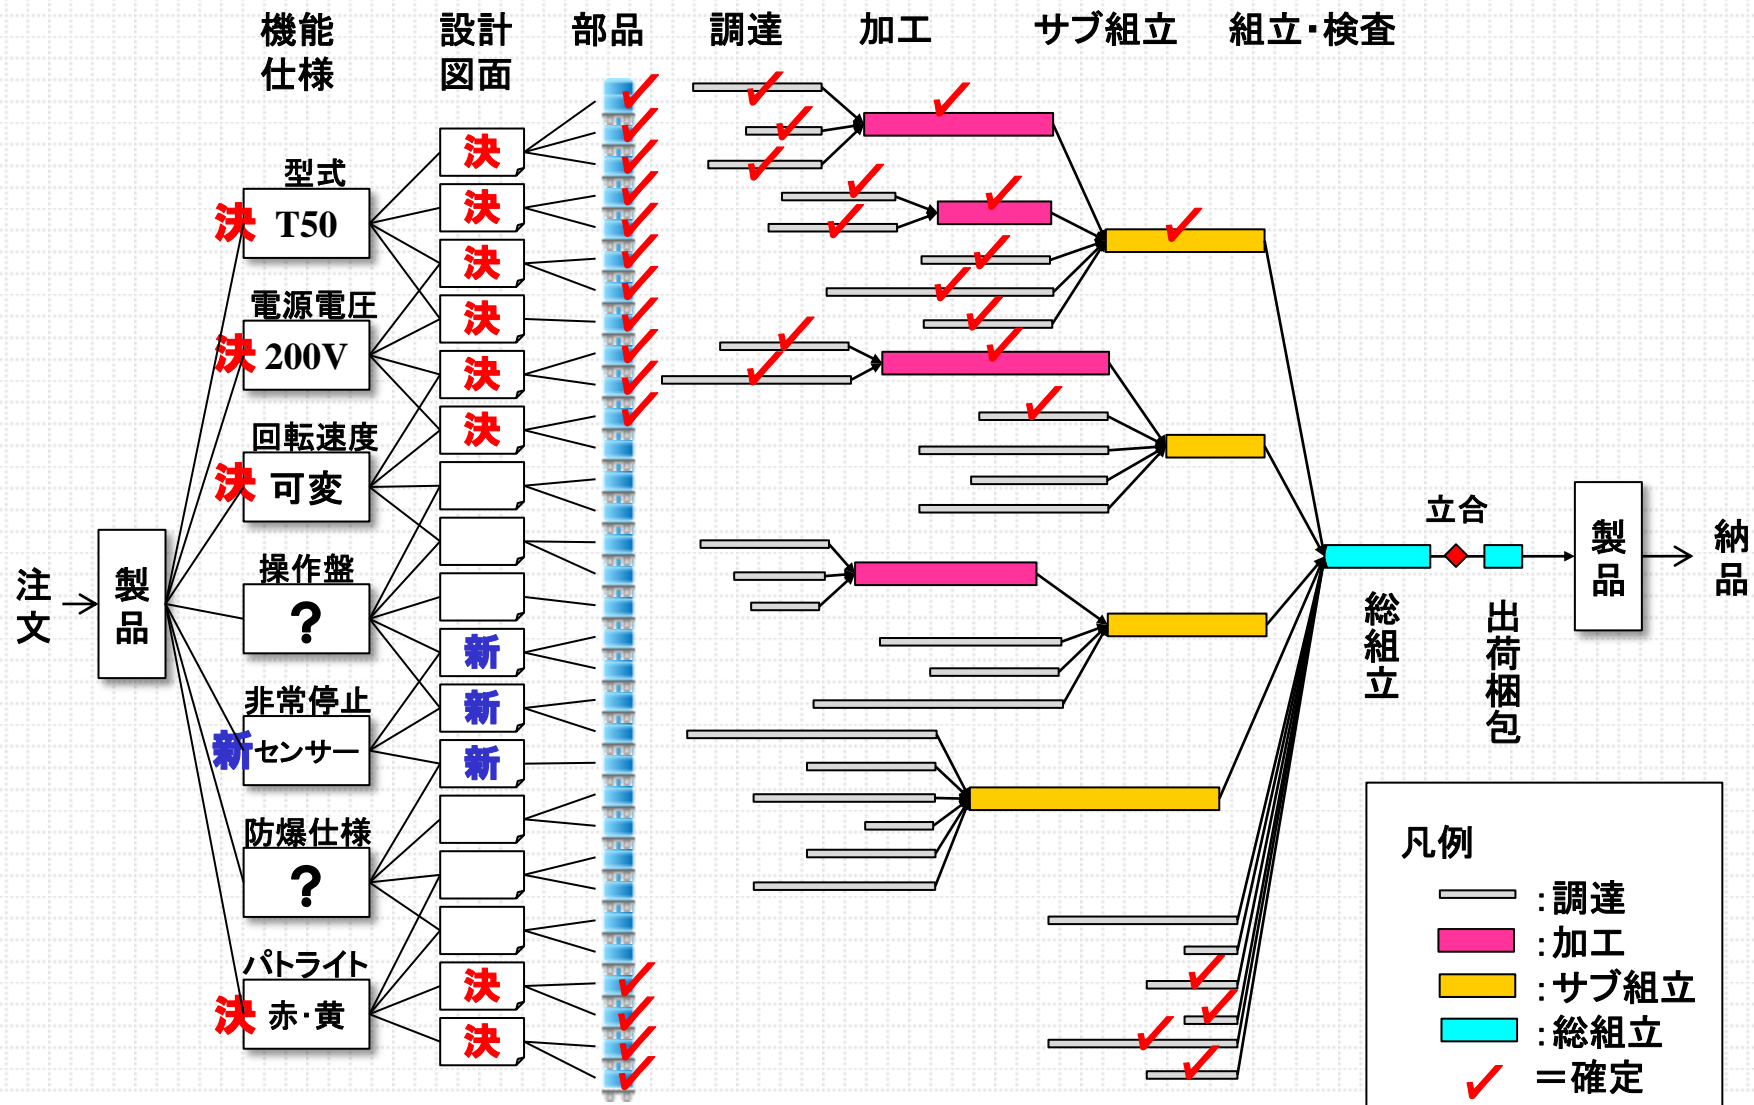 機能
仕様
設計
図面
部品
調達
加工
サブ組立
組立・検査
型式
決
T50
電源電圧
決
200V
回転速度
決
可変
操作盤
?
非常停止
新
センサー
防爆仕様
?
パトライト
決
赤・黄
決
決
決
決
決
決
新
新
新
決
決
注文
製品
立合
総組立
出荷梱包
製品
納品
凡例
:調達
:加工
:サブ組立
:総組立
=確定